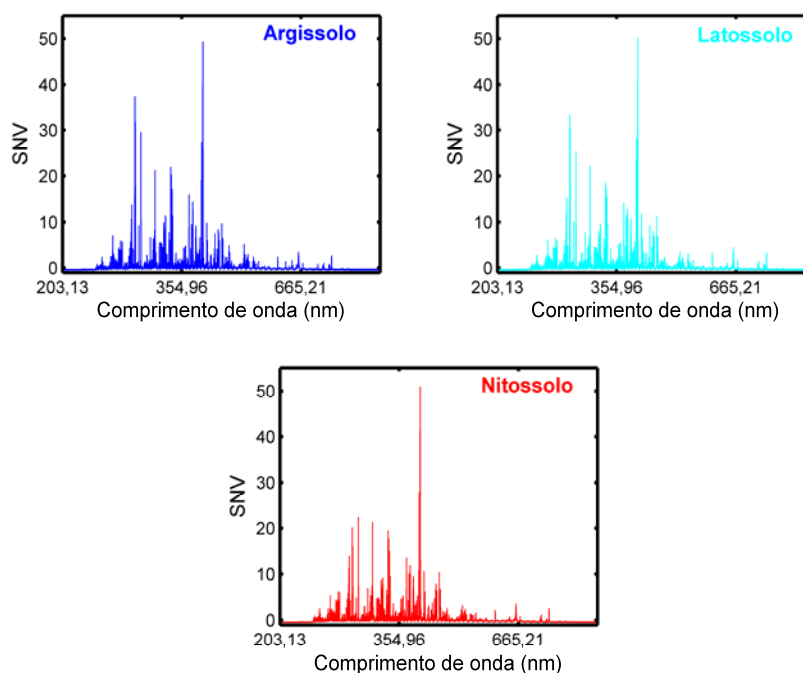 Argissolo
SNV
50
40
30
20
10
0
203,13 354,96 665,21
Comprimento de onda (nm)
Latossolo
SNV
50
40
30
20
10
0
203,13 354,96 665,21
Comprimento de onda (nm)
Nitossolo
SNV
50
40
30
20
10
0
203,13 354,96 665,21
Comprimento de onda (nm)